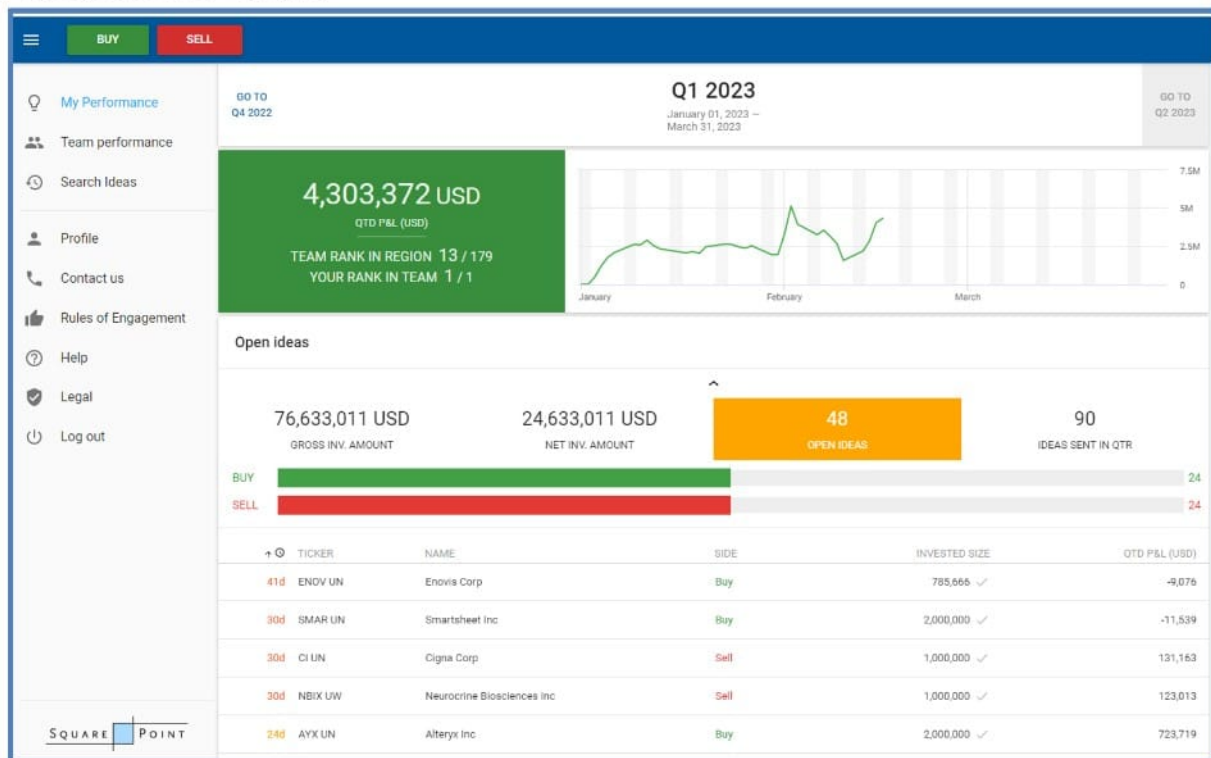 BUY SELL
My Performance
Team performance
Search Ideas
Profile
Contact us
Rules of Engagement
Help
Legal
Log out
SQUARE POINT
GO TO
Q4 2022
Q1 2023
January 01, 2023 –
March 31, 2023
GO TO
Q2 2023
4,303,372 USD
QTD P&L (USD)
TEAM RANK IN REGION 13 / 179
YOUR RANK IN TEAM 1 / 1
7.5M
5M
2.5M
0
January February March
Open ideas
76,633,011 USD 24,633,011 USD 48 90
GROSS INV. AMOUNT NET INV. AMOUNT OPEN IDEAS IDEAS SENT IN QTR
BUY 24
SELL 24
TICKER NAME SIDE INVESTED SIZE QTD P&L (USD)
41d ENOV UN Enovis Corp Buy 785,666 -9,076
30d SMAR UN Smartsheet Inc Buy 2,000,000 -11,539
30d CI UN Cigna Corp Sell 1,000,000 131,163
30d NBIX UW Neurocrine Biosciences Inc Sell 1,000,000 123,013
24d AYX UN Alteryx Inc Buy 2,000,000 723,719